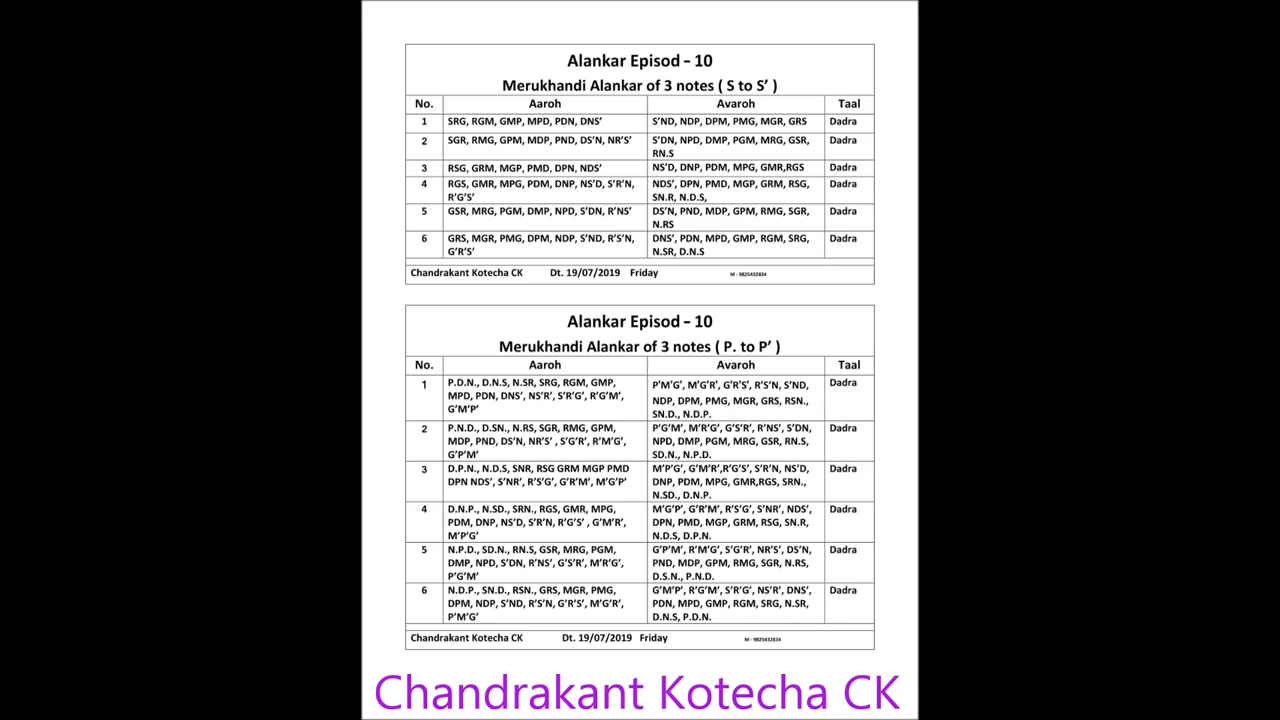 Alankar Episod – 10
Merukhandi Alankar of 3 notes ( S to S’ )
No. Aaroh Avaroh Taal
1 SRG, RGM, GMP, MPD, PDN, DNS’ S’ND, NDP, DPM, PMG, MGR, GRS Dadra
2 SGR, RMG, GPM, MDP, PND, DS’N, NR’S’ S’DN, NPD, DMP, PGM, MRG, GSR, Dadra
RN.S
3 RSG, GRM, MGP, PMD, DPN, NDS’ NS’D, DNP, PDM, MPG, GMR,RGS Dadra
4 RGS, GMR, MPG, PDM, DNP, NS’D, S’R’N, NDS’, DPN, PMD, MGP, GRM, RSG, Dadra
R’G’S’ SN.R, N.D.S,
5 GSR, MRG, PGM, DMP, NPD, S’DN, R’NS’ DS’N, PND, MDP, GPM, RMG, SGR, Dadra
N.RS
6 GRS, MGR, PMG, DPM, NDP, S’ND, R’S’N, DNS’, PDN, MPD, GMP, RGM, SRG, Dadra
G’R’S’ N.SR, D.N.S
Chandrakant Kotecha CK Dt. 19/07/2019 Friday M - 9825432834
Alankar Episod – 10
Merukhandi Alankar of 3 notes ( P. to P’ )
No. Aaroh Avaroh Taal
1 P.D.N., D.N.S, N.SR, SRG, RGM, GMP, P’M’G’, M’G’R’, G’R’S’, R’S’N, S’ND, Dadra
MPD, PDN, DNS’, NS’R’, S’R’G’, R’G’M’, NDP, DPM, PMG, MGR, GRS, RSN.,
G’M’P’ SN.D., N.D.P.
2 P.N.D., D.SN., N.RS, SGR, RMG, GPM, P’G’M’, M’R’G’, G’S’R’, R’NS’, S’DN, Dadra
MDP, PND, DS’N, NR’S’ , S’G’R’, R’M’G’, NPD, DMP, PGM, MRG, GSR, RN.S,
G’P’M’ SD.N., N.P.D.
3 D.P.N., N.D.S, SNR, RSG GRM MGP PMD M’P’G’, G’M’R’,R’G’S’, S’R’N, NS’D, Dadra
DPN NDS’, S’NR’, R’S’G’, G’R’M’, M’G’P’ DNP, PDM, MPG, GMR,RGS, SRN.,
N.SD., D.N.P.
4 D.N.P., N.SD., SRN., RGS, GMR, MPG, M’G’P’, G’R’M’, R’S’G’, S’NR’, NDS’, Dadra
PDM, DNP, NS’D, S’R’N, R’G’S’ , G’M’R’, DPN, PMD, MGP, GRM, RSG, SN.R,
M’P’G’ N.D.S, D.P.N.
5 N.P.D., SD.N., RN.S, GSR, MRG, PGM, G’P’M’, R’M’G’, S’G’R’, NR’S’, DS’N, Dadra
DMP, NPD, S’DN, R’NS’, G’S’R’, M’R’G’, PND, MDP, GPM, RMG, SGR, N.RS,
P’G’M’ D.S.N., P.N.D.
6 N.D.P., SN.D., RSN., GRS, MGR, PMG, G’M’P’, R’G’M’, S’R’G’, NS’R’, DNS’, Dadra
DPM, NDP, S’ND, R’S’N, G’R’S’, M’G’R’, PDN, MPD, GMP, RGM, SRG, N.SR,
P’M’G’ D.N.S, P.D.N.
Chandrakant Kotecha CK Dt. 19/07/2019 Friday M - 9825432834
Chandrakant Kotecha CK